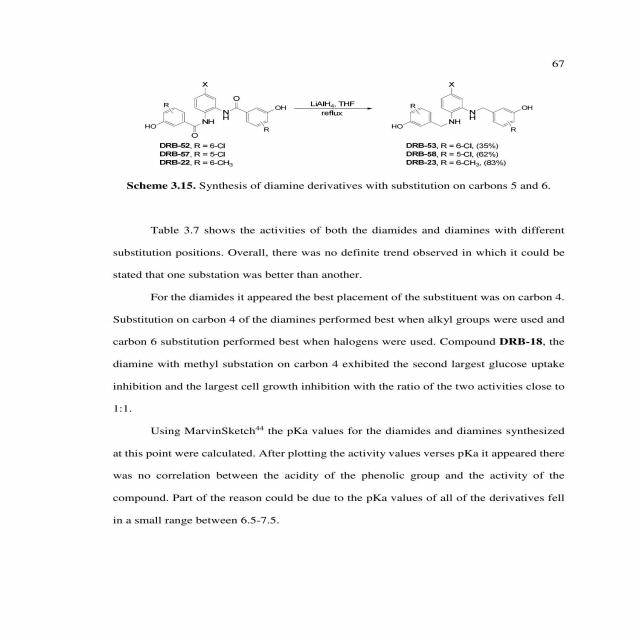 67
X
R
O
OH
NH
N
H
HO
O
R
LiAlH4, THF
reflux
X
R
OH
NH
N
H
HO
R
DRB-52, R = 6-Cl
DRB-57, R = 5-Cl
DRB-22, R = 6-CH3
DRB-53, R = 6-Cl, (35%)
DRB-58, R = 5-Cl, (62%)
DRB-23, R = 6-CH3, (83%)
Scheme 3.15. Synthesis of diamine derivatives with substitution on carbons 5 and 6.
Table 3.7 shows the activities of both the diamides and diamines with different
substitution positions. Overall, there was no definite trend observed in which it could be
stated that one substation was better than another.
For the diamides it appeared the best placement of the substituent was on carbon 4.
Substitution on carbon 4 of the diamines performed best when alkyl groups were used and
carbon 6 substitution performed best when halogens were used. Compound DRB-18, the
diamine with methyl substation on carbon 4 exhibited the second largest glucose uptake
inhibition and the largest cell growth inhibition with the ratio of the two activities close to
1:1.
Using MarvinSketch44 the pKa values for the diamides and diamines synthesized
at this point were calculated. After plotting the activity values verses pKa it appeared there
was no correlation between the acidity of the phenolic group and the activity of the
compound. Part of the reason could be due to the pKa values of all of the derivatives fell
in a small range between 6.5-7.5.